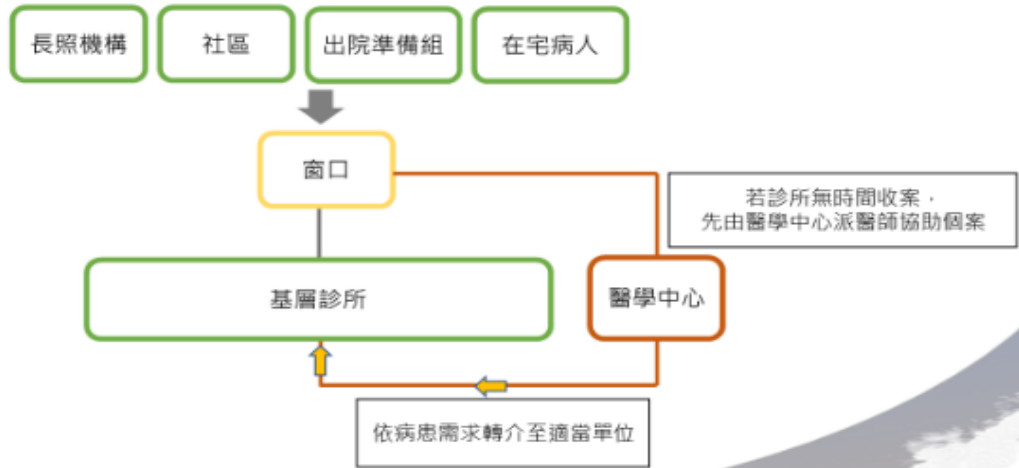 長照機構
社區
出院準備組
在宅病人
窗口
若診所無時間收案，
先由醫學中心派醫師協助個案
基層診所
醫學中心
依病患需求轉介至適當單位